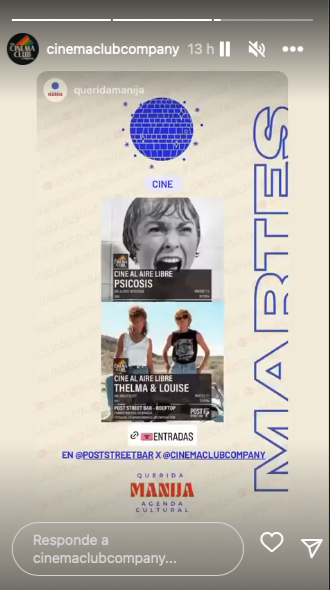 cinemaclubcompany 13 h
queridamanija
CINE
MARTES
CINE AL AIRE LIBRE
PSICOSIS
CINE AL AIRE LIBRE
THELMA & LOUISE
POST STREET BAR - ROOFTOP
ENTRADAS
EN @POSTSTREETBAR X @CINEMACLUBCOMPANY
QUERIDA
MANIJA
AGENDA
CULTURAL
Responde a
cinemaclubcompany...